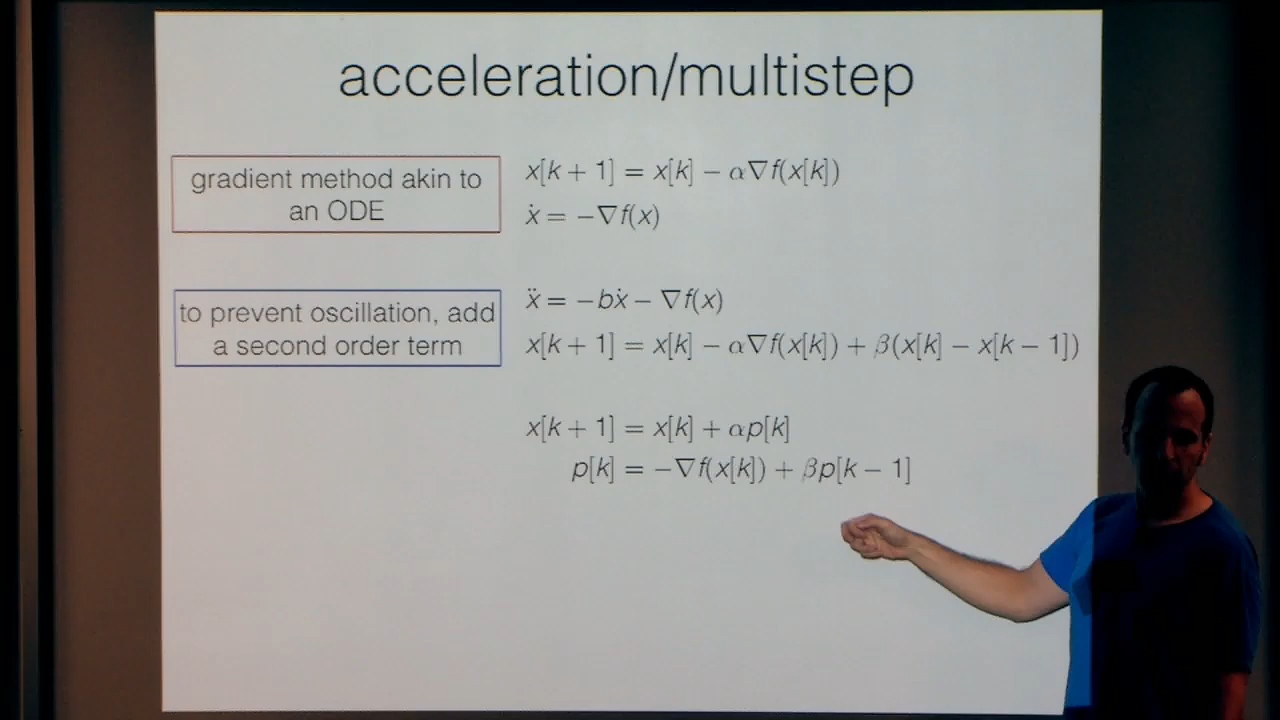 acceleration/multistep
gradient method akin to
an ODE
x[k + 1] = x[k] − α∇f(x[k])
ẋ = −∇f(x)
to prevent oscillation, add
a second order term
ẍ = −bẋ − ∇f(x)
x[k + 1] = x[k] − α∇f(x[k]) + β(x[k] − x[k − 1])
x[k + 1] = x[k] + αp[k]
p[k] = −∇f(x[k]) + βp[k − 1]